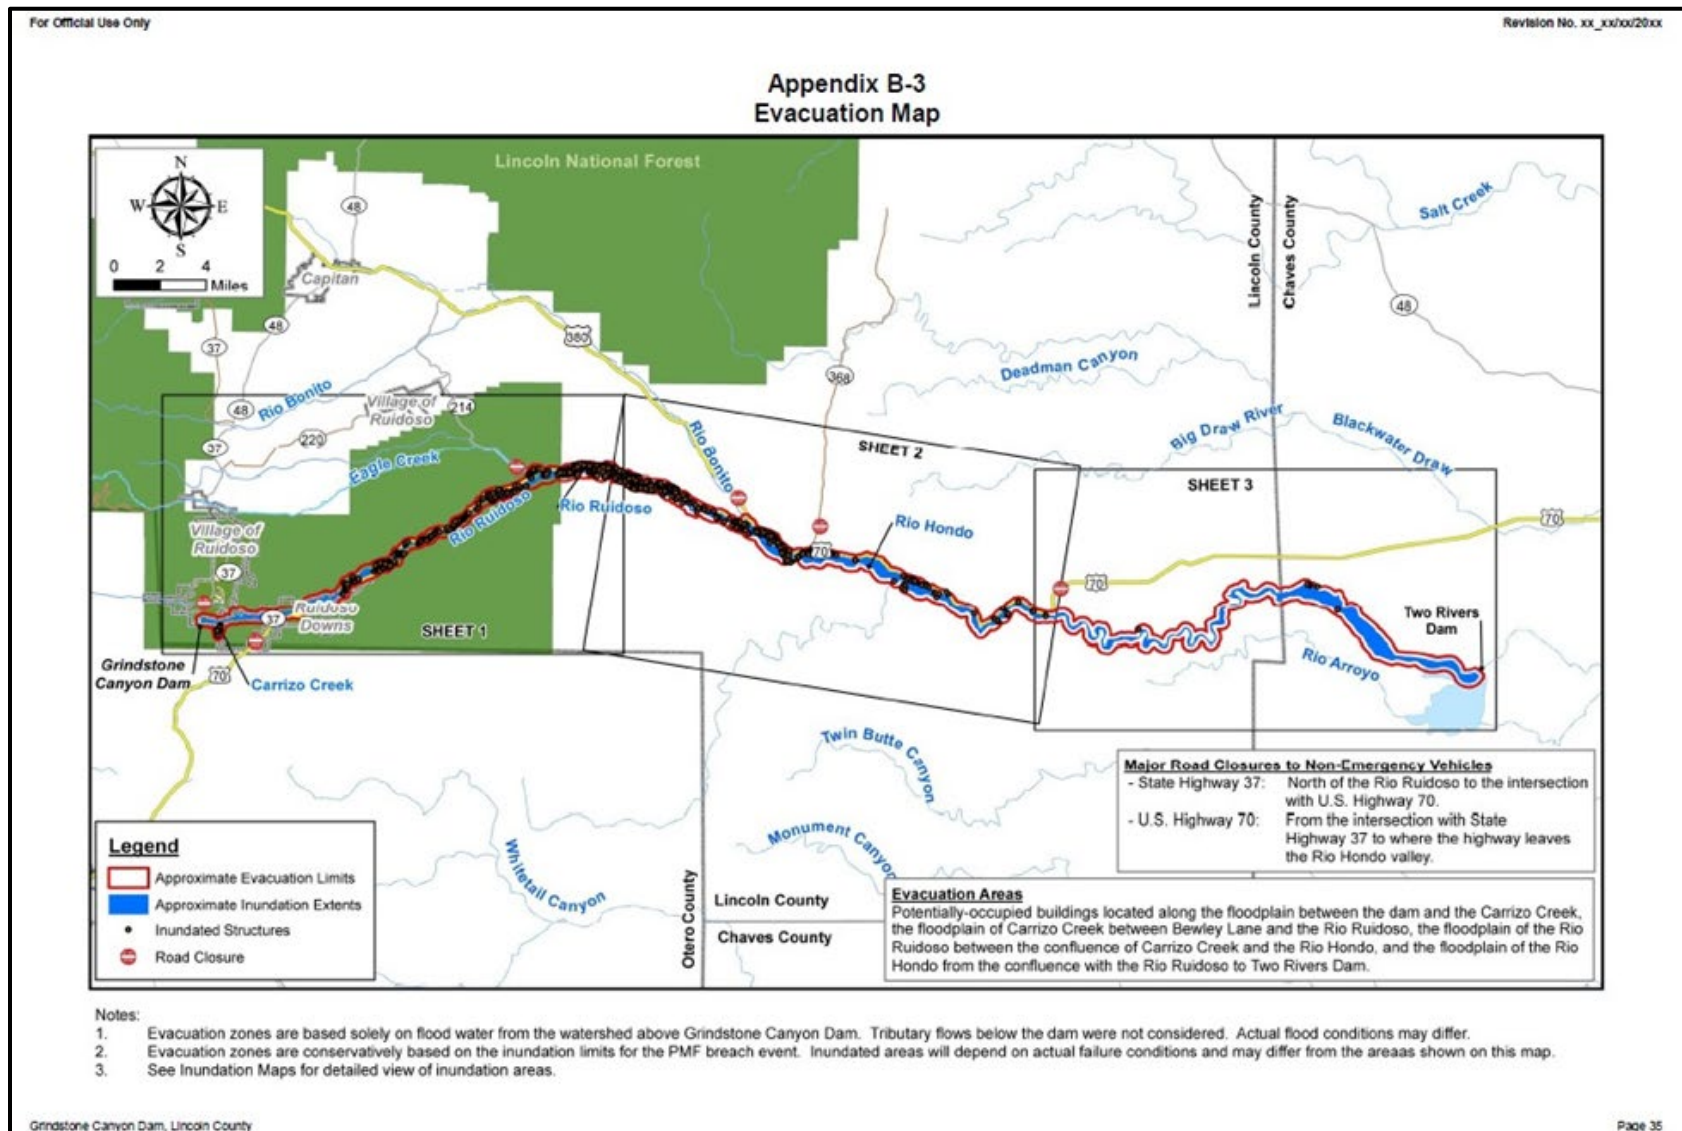 For Official Use Only
Revision No. xx_xx/xx/20xx
Appendix B-3
Evacuation Map
Lincoln National Forest
N
W E
S
0 2 4
Miles
48
Capitan
48
37
380
368
Lincoln County
Chaves County
Salt Creek
48
Deadman Canyon
Big Draw River
Blackwater Draw
48
Rio Bonito
Village of
Ruidoso
214
37
220
Eagle Creek
Rio Bonito
SHEET 2
SHEET 3
Rio Ruidoso
Rio Ruidoso
Rio Hondo
70
70
70
Village of
Ruidoso
37
37
Ruidoso
Downs
SHEET 1
Two Rivers
Dam
Rio Arroyo
Grindstone
Canyon Dam
70
Carrizo Creek
Twin Butte Canyon
Monument Canyon
Whitetail Canyon
Otero County
Lincoln County
Chaves County
Major Road Closures to Non-Emergency Vehicles
- State Highway 37: North of the Rio Ruidoso to the intersection
with U.S. Highway 70.
- U.S. Highway 70: From the intersection with State
Highway 37 to where the highway leaves
the Rio Hondo valley.
Legend
Approximate Evacuation Limits
Approximate Inundation Extents
Inundated Structures
Road Closure
Evacuation Areas
Potentially-occupied buildings located along the floodplain between the dam and the Carrizo Creek,
the floodplain of Carrizo Creek between Bewley Lane and the Rio Ruidoso, the floodplain of the Rio
Ruidoso between the confluence of Carrizo Creek and the Rio Hondo, and the floodplain of the Rio
Hondo from the confluence with the Rio Ruidoso to Two Rivers Dam.
Notes:
1. Evacuation zones are based solely on flood water from the watershed above Grindstone Canyon Dam. Tributary flows below the dam were not considered. Actual flood conditions may differ.
2. Evacuation zones are conservatively based on the inundation limits for the PMF breach event. Inundated areas will depend on actual failure conditions and may differ from the areaas shown on this map.
3. See Inundation Maps for detailed view of inundation areas.
Grindstone Canyon Dam, Lincoln County
Page 35